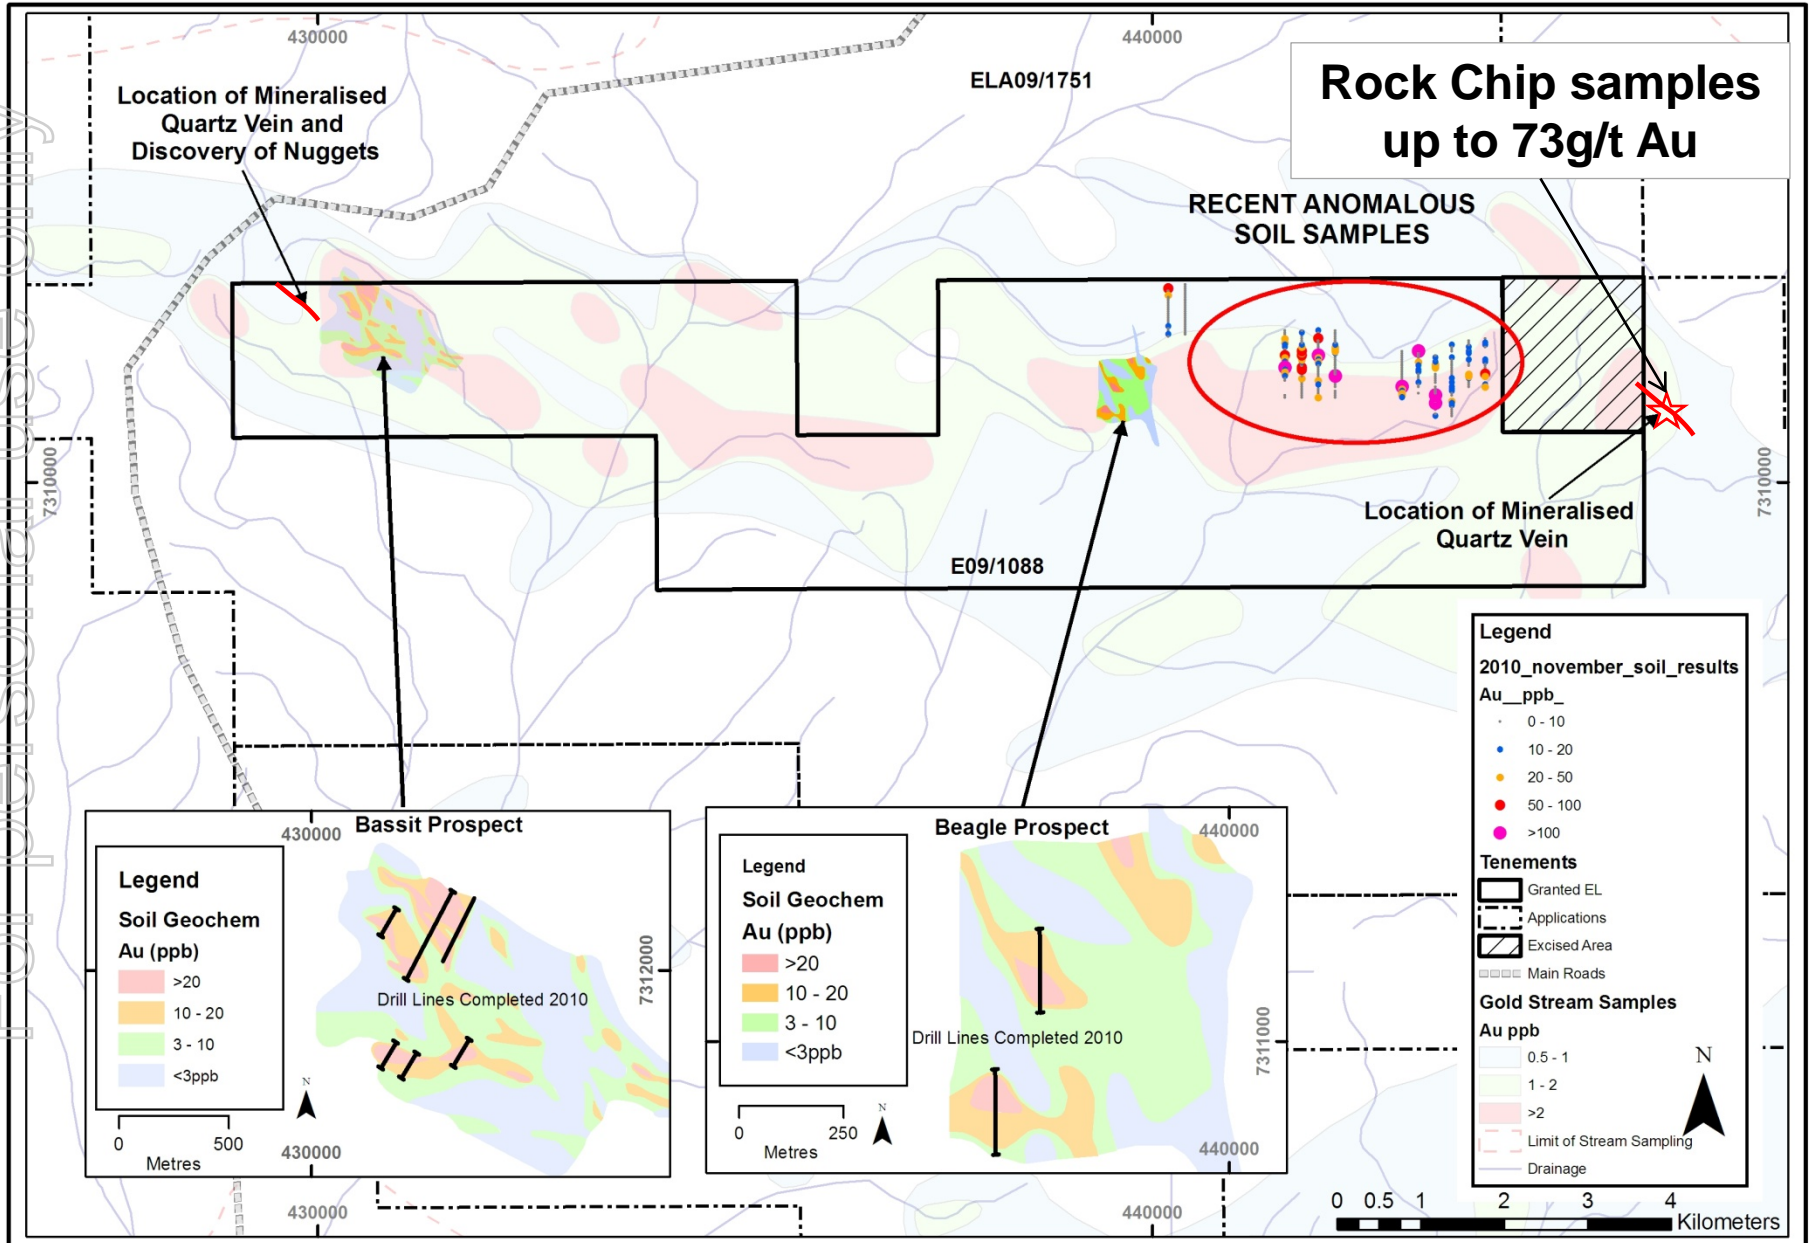 430000
440000
ELA09/1751
Rock Chip samples
up to 73g/t Au
Location of Mineralised
Quartz Vein and
Discovery of Nuggets
RECENT ANOMALOUS
SOIL SAMPLES
7310000
7310000
Location of Mineralised
Quartz Vein
E09/1088
For personal use only
Legend
2010_november_soil_results
Au__ppb_
0 - 10
10 - 20
20 - 50
50 - 100
>100
Tenements
Granted EL
Applications
Excised Area
Main Roads
Gold Stream Samples
Au ppb
0.5 - 1
1 - 2
>2
Limit of Stream Sampling
Drainage
N
0 0.5 1 2 3 4
Kilometers
430000
Bassit Prospect
Legend
Soil Geochem
Au (ppb)
>20
10 - 20
3 - 10
<3ppb
N
0 500
Metres
Drill Lines Completed 2010
7312000
430000
Beagle Prospect
440000
Legend
Soil Geochem
Au (ppb)
>20
10 - 20
3 - 10
<3ppb
N
0 250
Metres
Drill Lines Completed 2010
7311000
440000
430000
440000